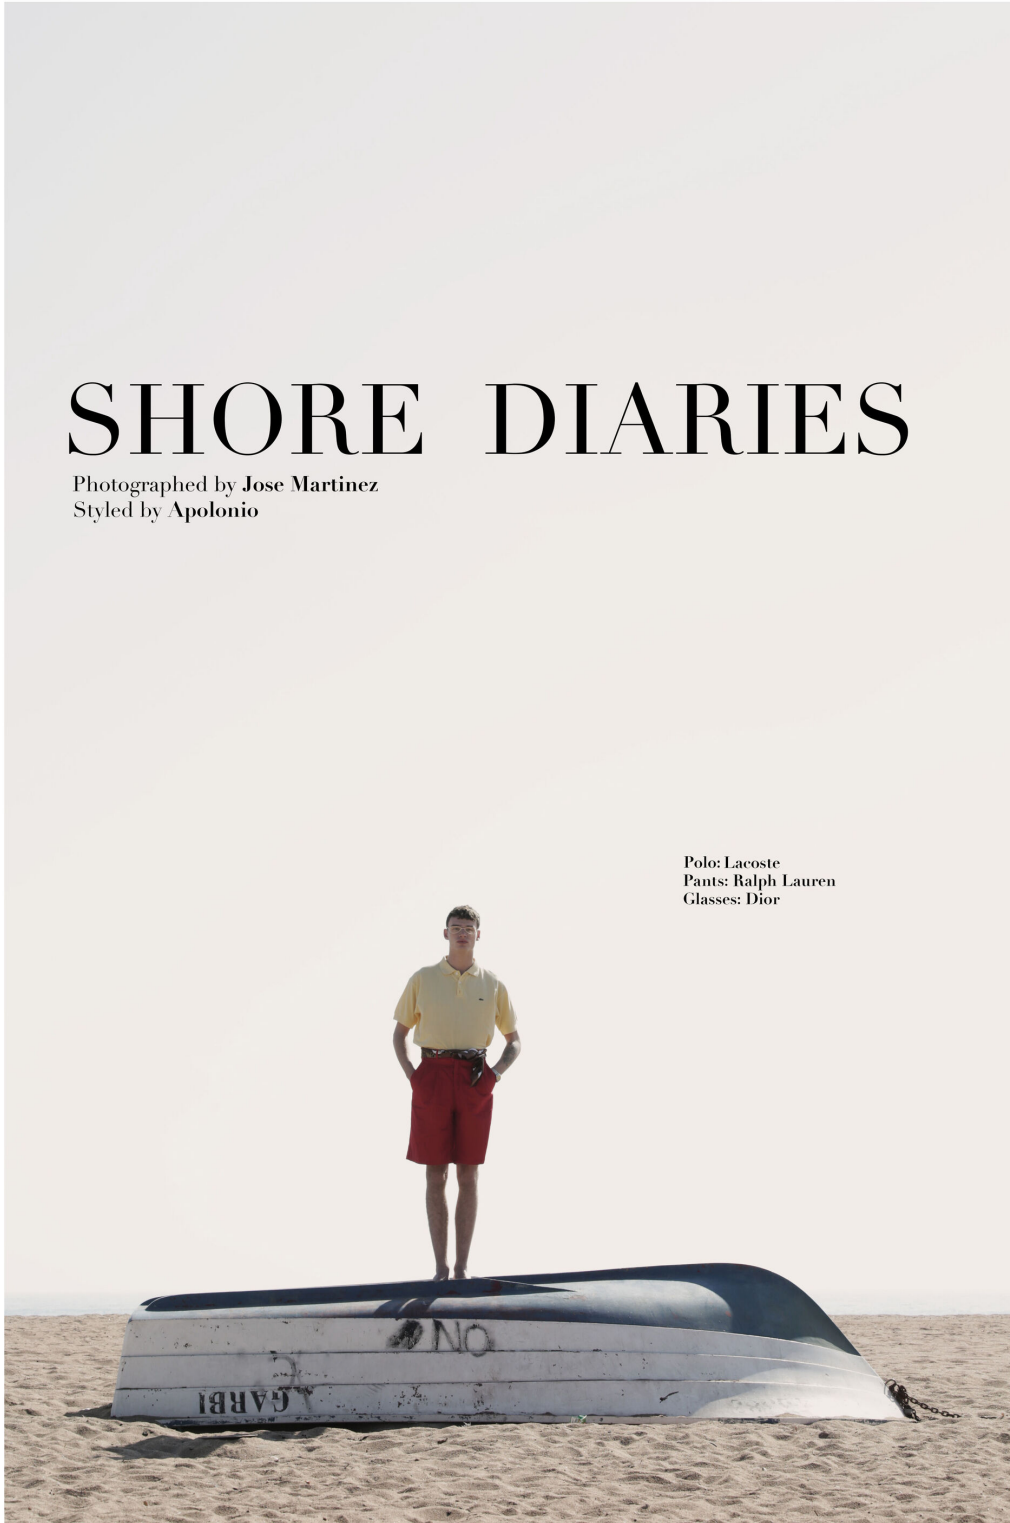 SHORE DIARIES
Photographed by Jose Martinez
Styled by Apolonio
Polo: Lacoste
Pants: Ralph Lauren
Glasses: Dior
NO
GARBI